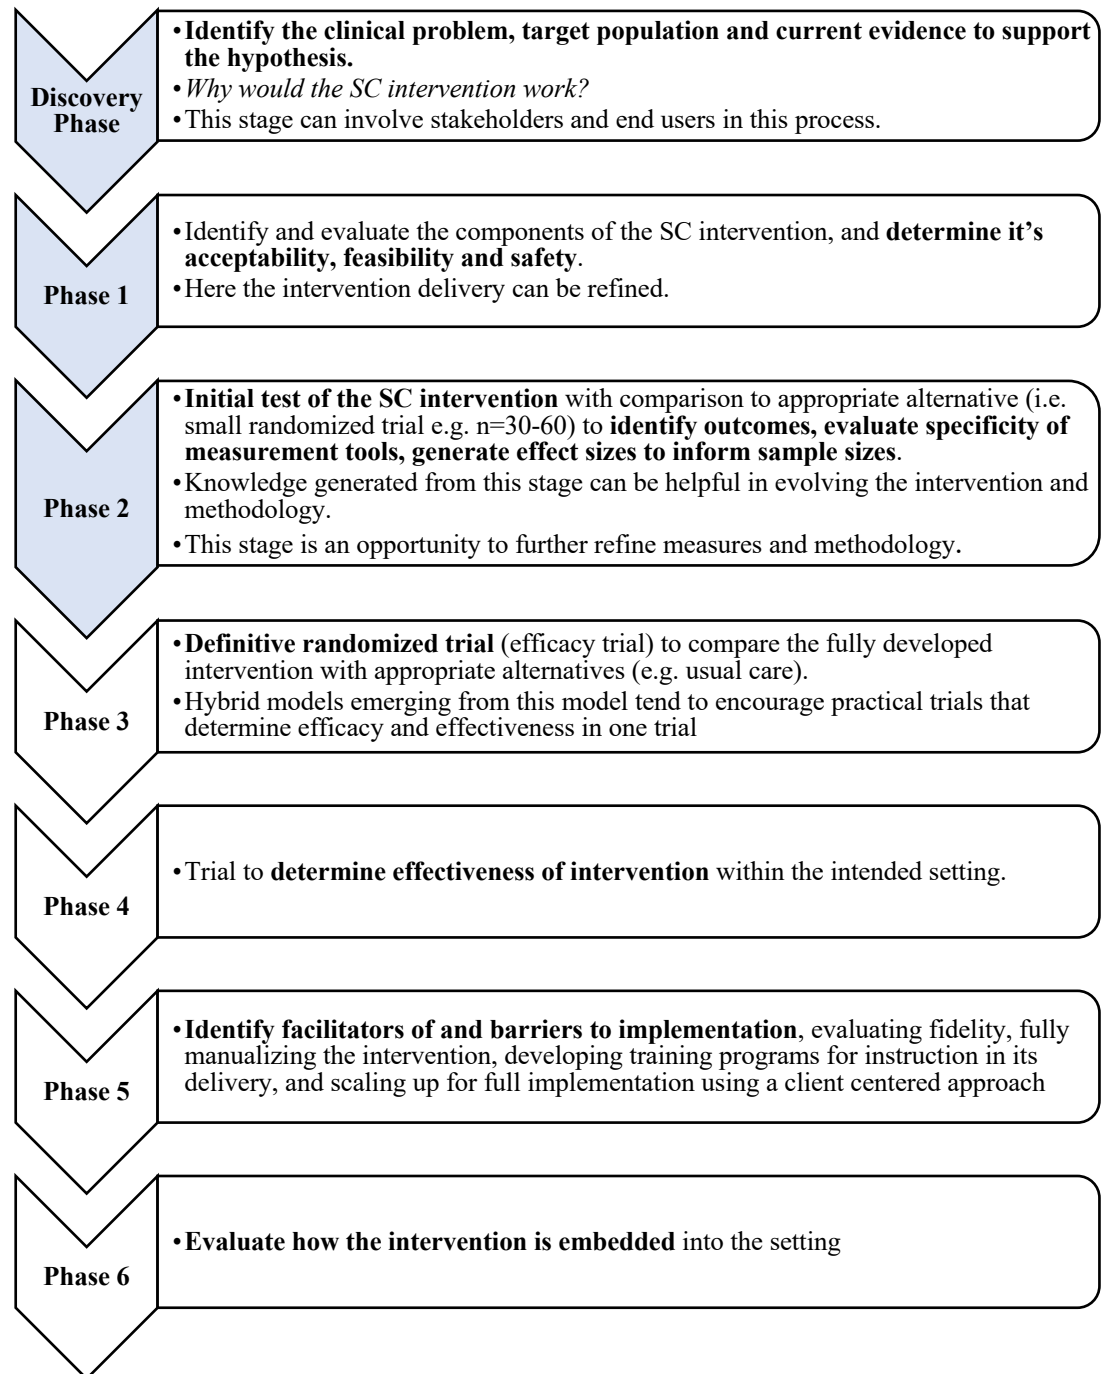 Discovery
Phase
•Identify the clinical problem, target population and current evidence to support
the hypothesis.
•Why would the SC intervention work?
•This stage can involve stakeholders and end users in this process.
Phase 1
•Identify and evaluate the components of the SC intervention, and determine it's
acceptability, feasibility and safety.
•Here the intervention delivery can be refined.
Phase 2
•Initial test of the SC intervention with comparison to appropriate alternative (i.e.
small randomized trial e.g. n=30-60) to identify outcomes, evaluate specificity of
measurement tools, generate effect sizes to inform sample sizes.
•Knowledge generated from this stage can be helpful in evolving the intervention and
methodology.
•This stage is an opportunity to further refine measures and methodology.
Phase 3
•Definitive randomized trial (efficacy trial) to compare the fully developed
intervention with appropriate alternatives (e.g. usual care).
•Hybrid models emerging from this model tend to encourage practical trials that
determine efficacy and effectiveness in one trial
Phase 4
•Trial to determine effectiveness of intervention within the intended setting.
Phase 5
•Identify facilitators of and barriers to implementation, evaluating fidelity, fully
manualizing the intervention, developing training programs for instruction in its
delivery, and scaling up for full implementation using a client centered approach
Phase 6
•Evaluate how the intervention is embedded into the setting